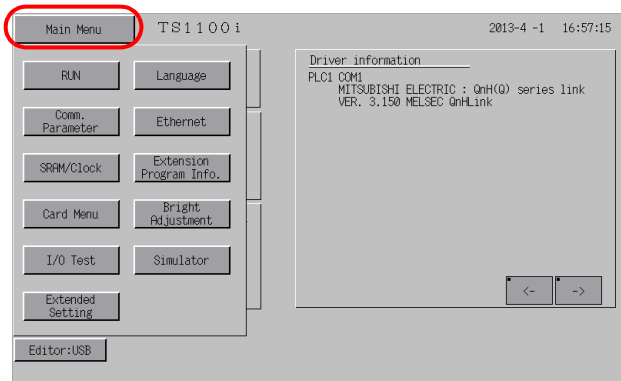 Main Menu
TS1100i
2013-4 -1 16:57:15
RUN
Language
Comm.
Parameter
Ethernet
SRAM/Clock
Extension
Program Info.
Card Menu
Bright
Adjustment
I/O Test
Simulator
Extended
Setting
Editor:USB
Driver information
PLC1 COM1
MITSUBISHI ELECTRIC : QnH(Q) series link
VER. 3.150 MELSEC QnHLink
<-
->